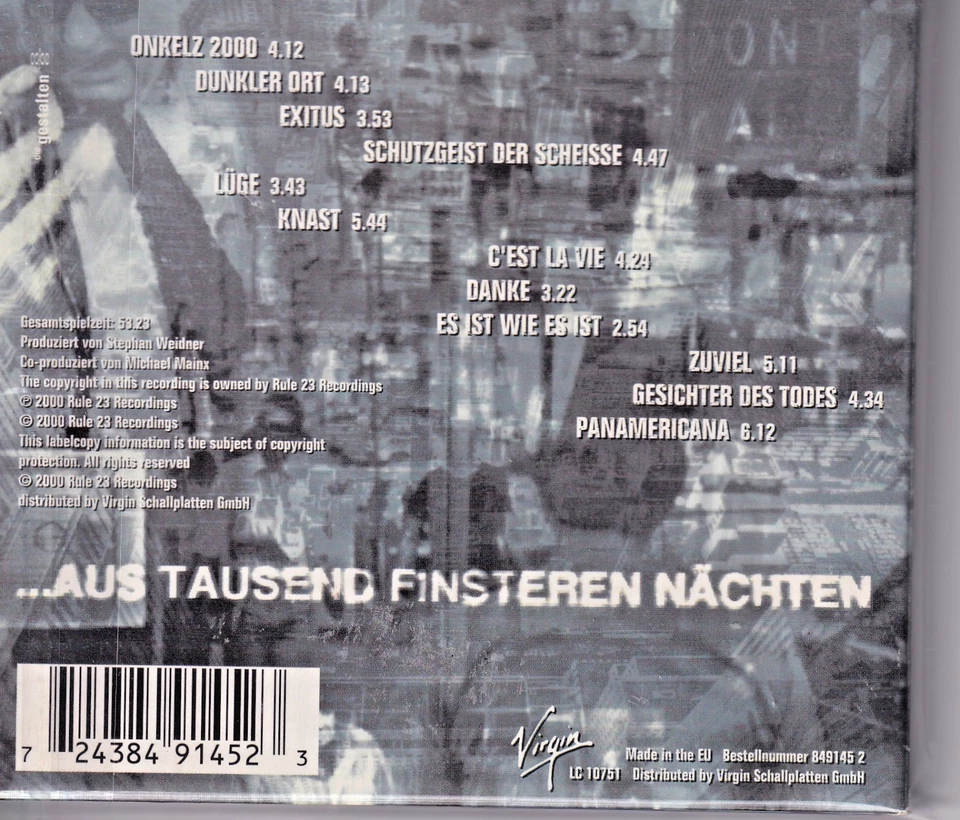 ONKELZ 2000 4.12
DUNKLER ORT 4.13
EXITUS 3.53
SCHUTZGEIST DER SCHEISSE 4.47
LÜGE 3.43
KNAST 5.44
C'EST LA VIE 4.24
DANKE 3.22
ES IST WIE ES IST 2.54
ZUVIEL 5.11
GESICHTER DES TODES 4.34
PANAMERICANA 6.12
gestalten
ON
Gesamtspielzeit: 53.23
Produziert von Stephan Weidner
Co-produziert von Michael Mainx
The copyright in this recording is owned by Rule 23 Recordings
℗ 2000 Rule 23 Recordings
© 2000 Rule 23 Recordings
This labelcopy information is the subject of copyright
protection. All rights reserved
© 2000 Rule 23 Recordings
distributed by Virgin Schallplatten GmbH
...AUS TAUSEND FINSTEREN NÄCHTEN
7 24384 91452 3
Virgin
Made in the EU Bestellnummer 849145 2
LC 10751 Distributed by Virgin Schallplatten GmbH